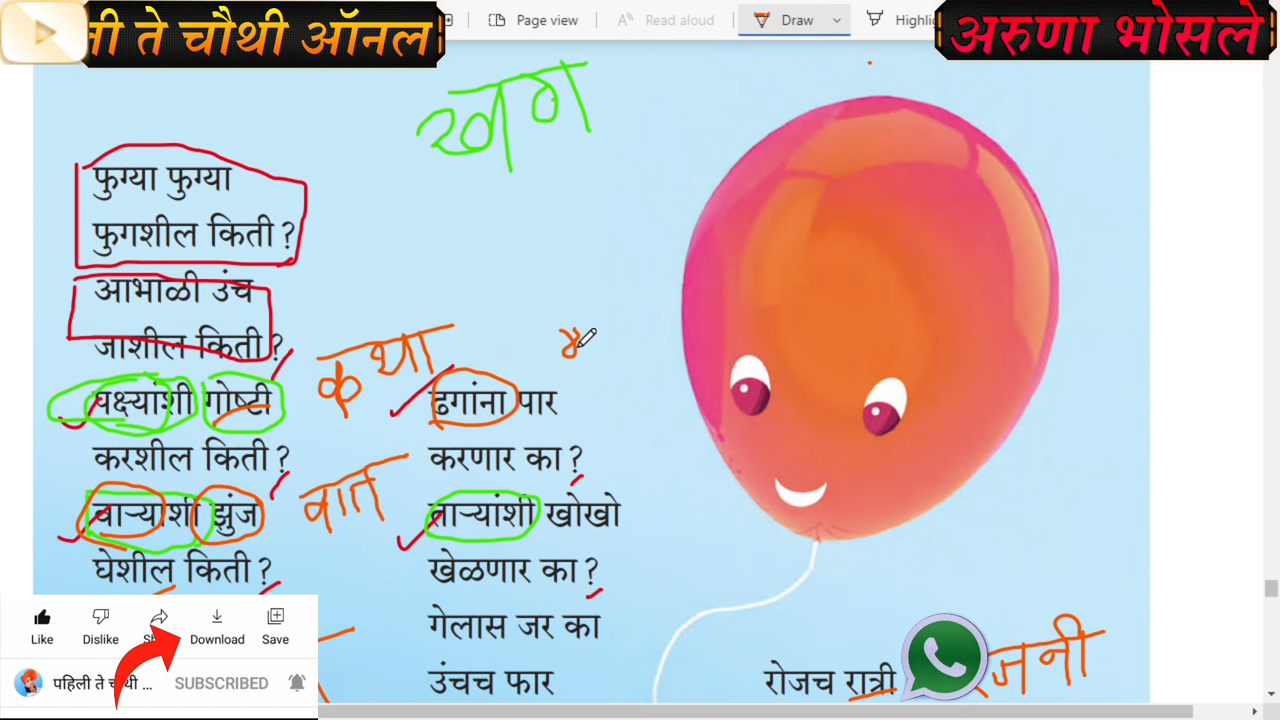 Page view
Read aloud
Draw
ली ते चौथी ऑनल
अरुणा भोसले
खग
फुग्या फुग्या
फुगशील किती ?
आभाळी उंच
जाशील किती ?
कथा
पक्ष्यांशी गोष्टी
करशील किती ?
वात
वाऱ्याशी झुंज
घेशील किती ?
ढगांना पार
करणार का ?
ताऱ्यांशी खोखो
खेळणार का ?
गेलास जर का
उंचच फार
रोजच रात्री
रजनी
Like
Dislike
Download
Save
पहिली ते चौथी ...
SUBSCRIBED